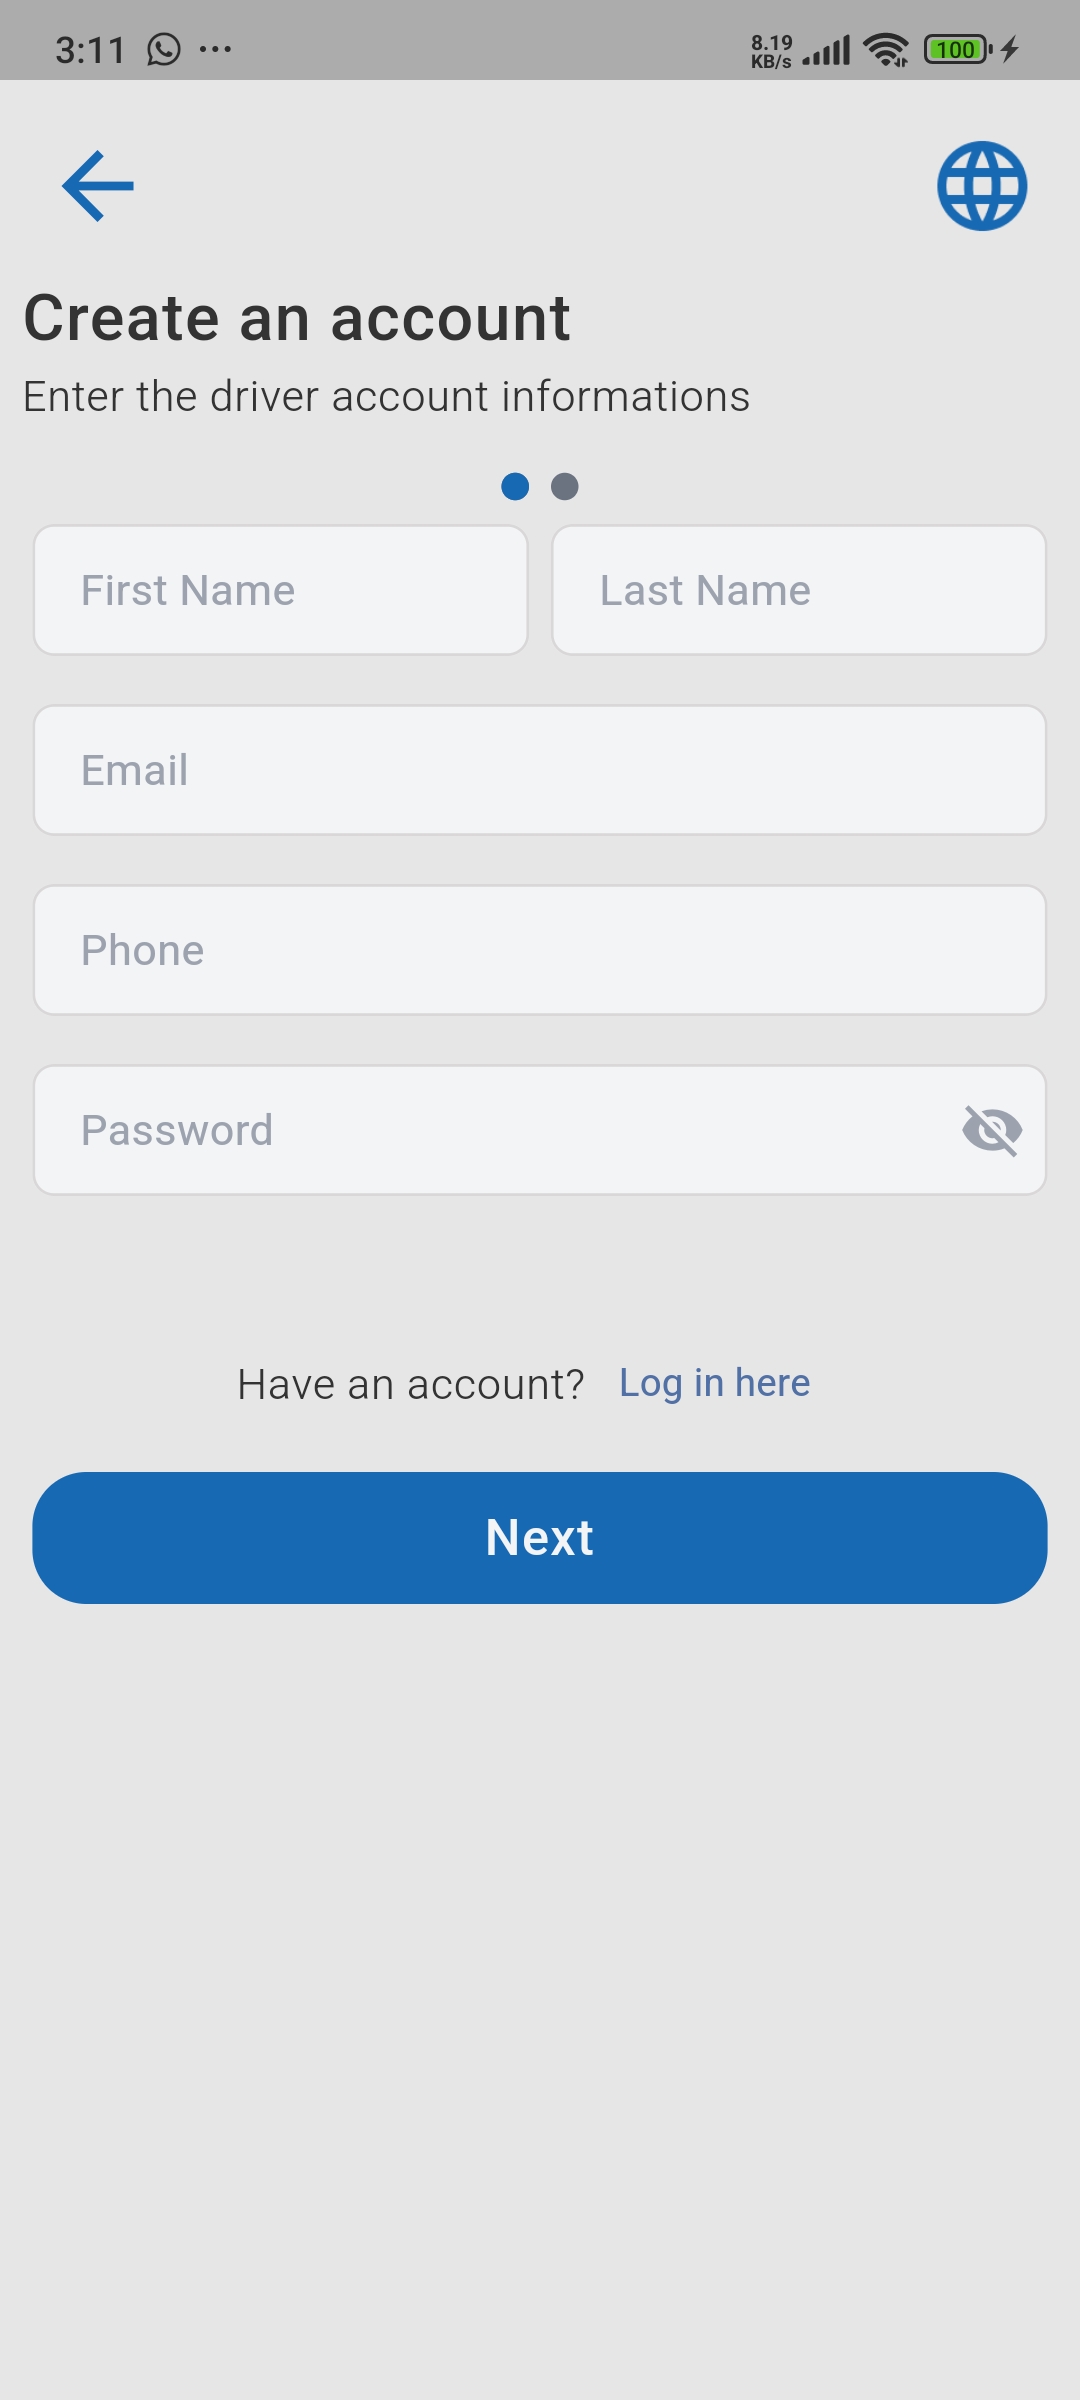 3:11
8.19
KB/s
100
Create an account
Enter the driver account informations
First Name
Last Name
Email
Phone
Password
Have an account? Log in here
Next